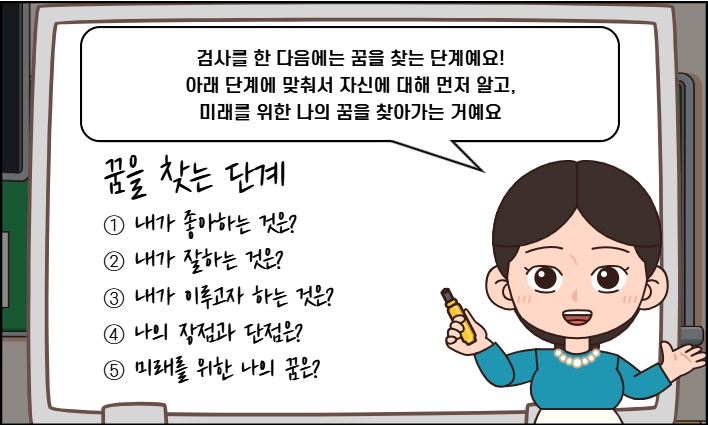 검사를 한 다음에는 꿈을 찾는 단계예요!
아래 단계에 맞춰서 자신에 대해 먼저 알고,
미래를 위한 나의 꿈을 찾아가는 거예요
꿈을 찾는 단계
① 내가 좋아하는 것은?
② 내가 잘하는 것은?
③ 내가 이루고자 하는 것은?
④ 나의 장점과 단점은?
⑤ 미래를 위한 나의 꿈은?